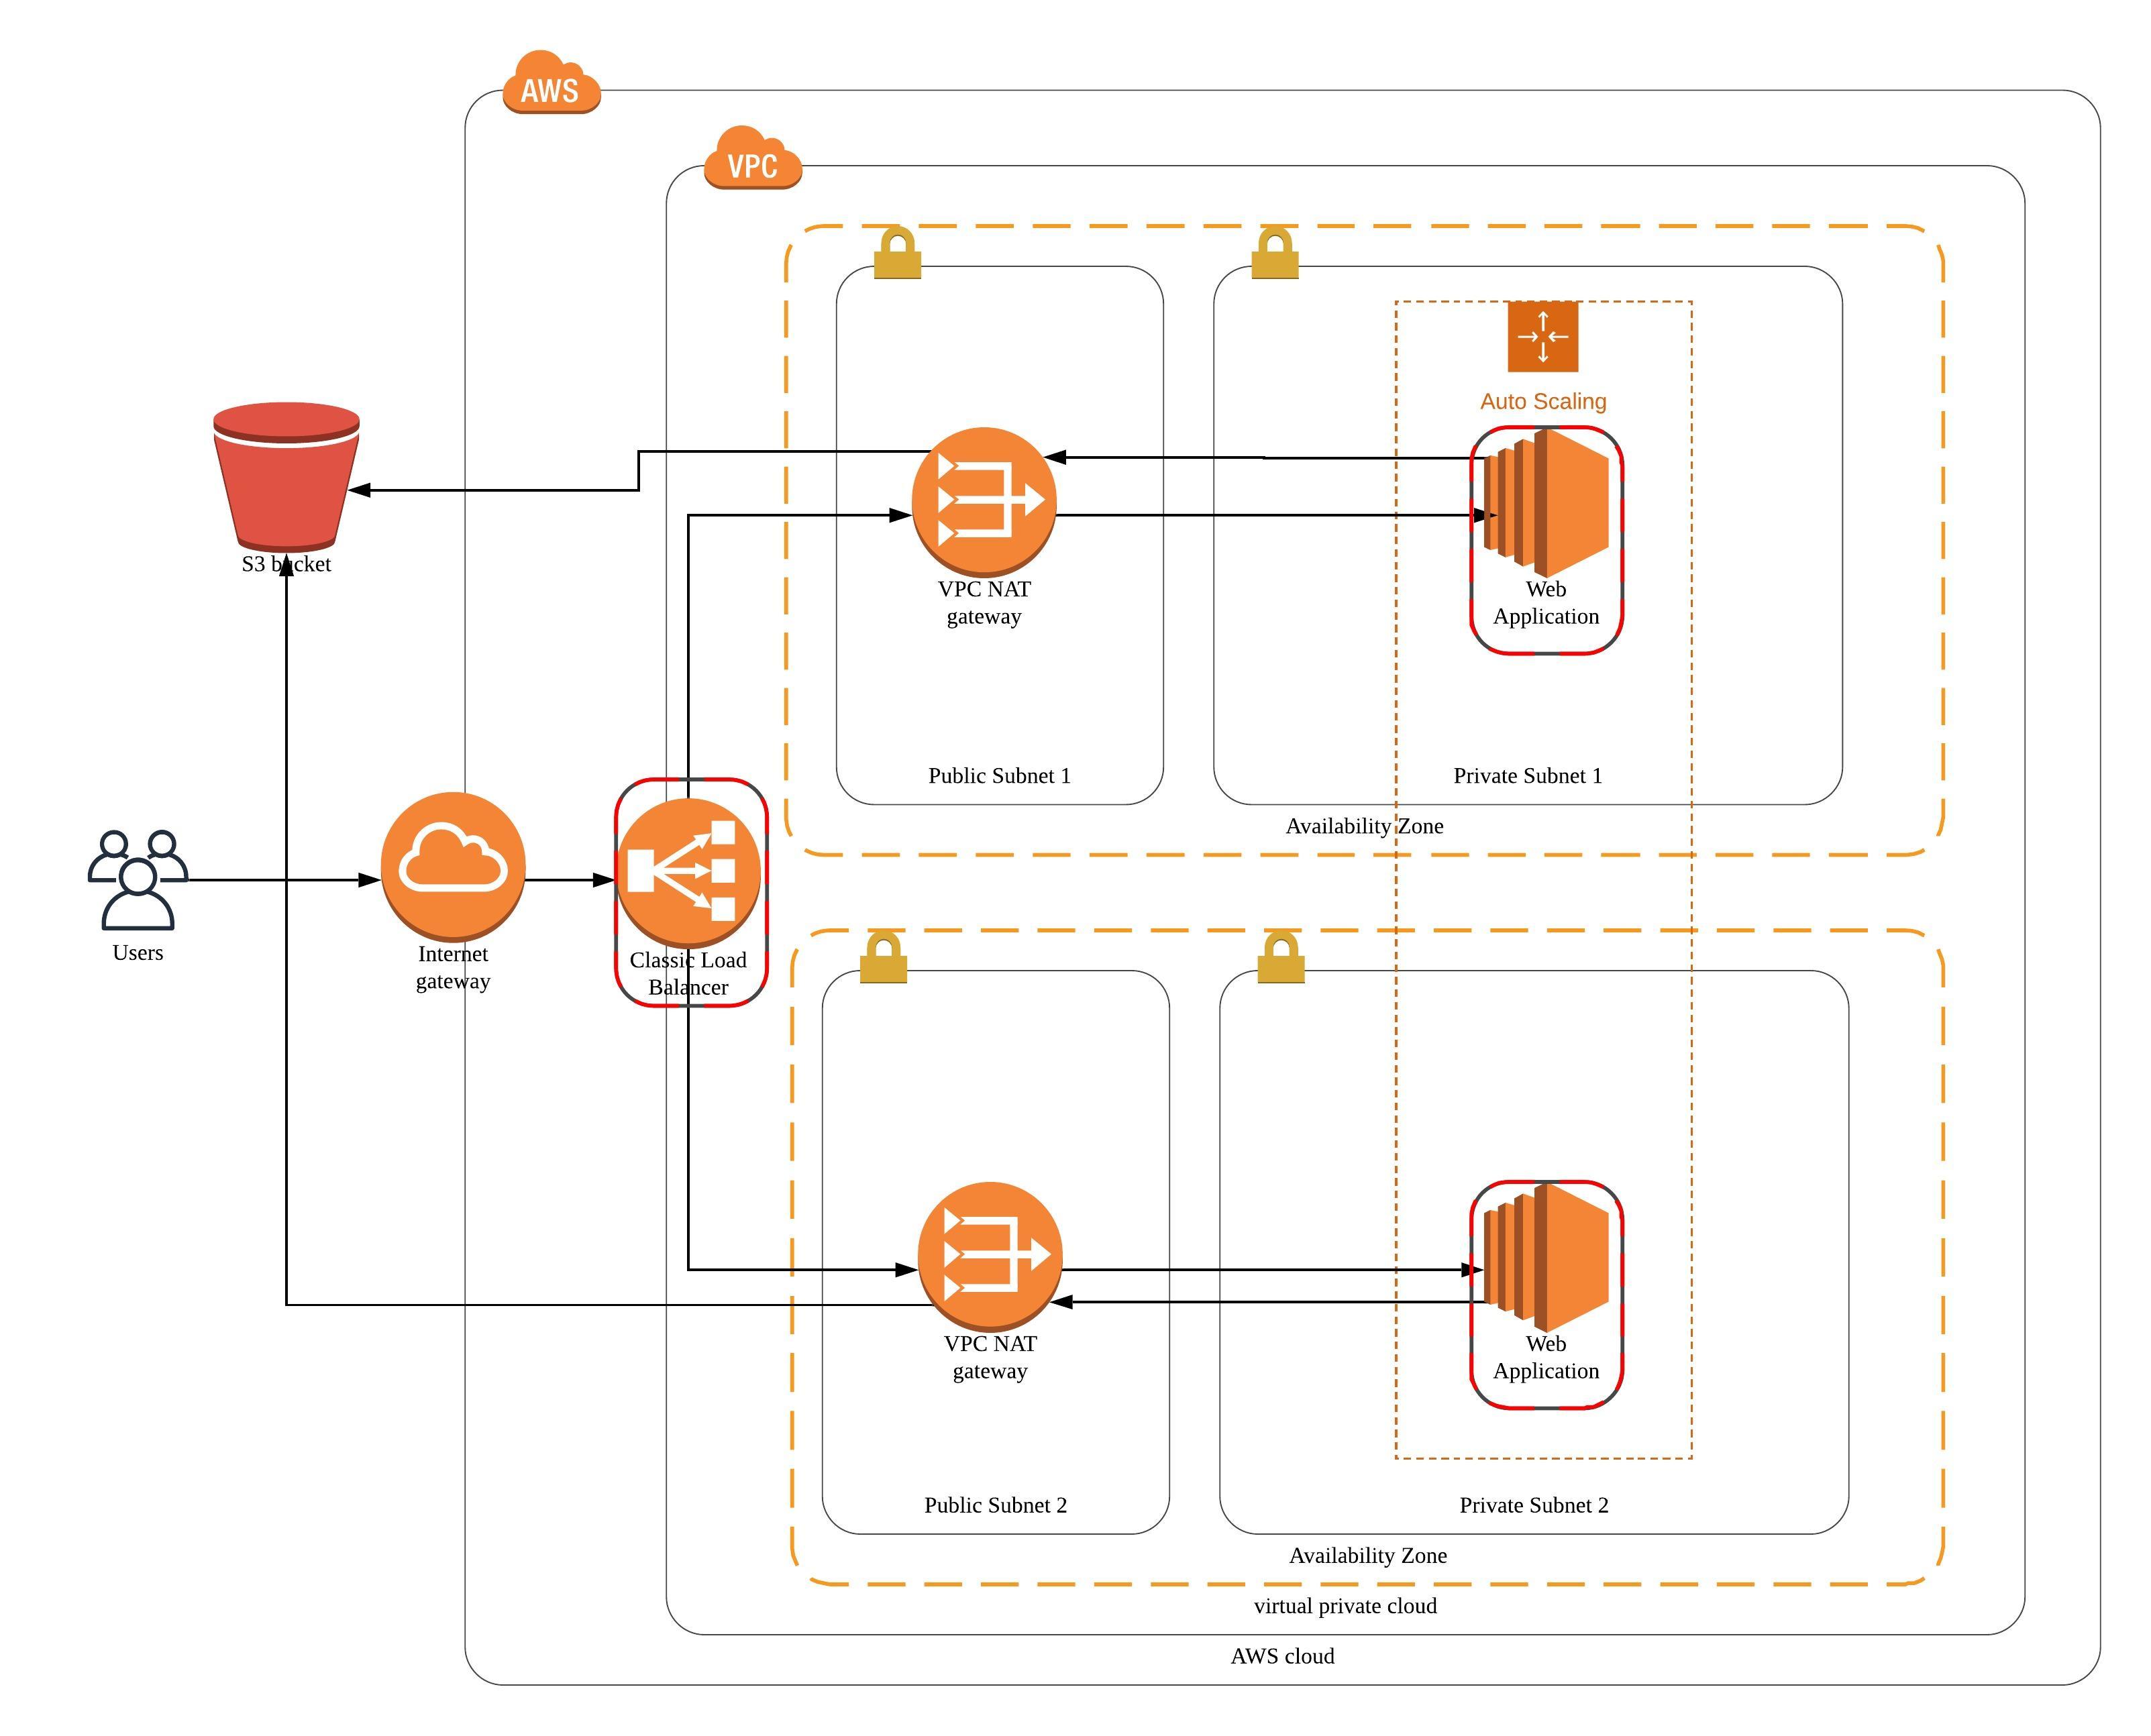 AWS
VPC
Auto Scaling
S3 bucket
VPC NAT
gateway
Web
Application
Public Subnet 1
Private Subnet 1
Availability Zone
Users
Internet
gateway
Classic Load
Balancer
VPC NAT
gateway
Web
Application
Public Subnet 2
Private Subnet 2
Availability Zone
virtual private cloud
AWS cloud